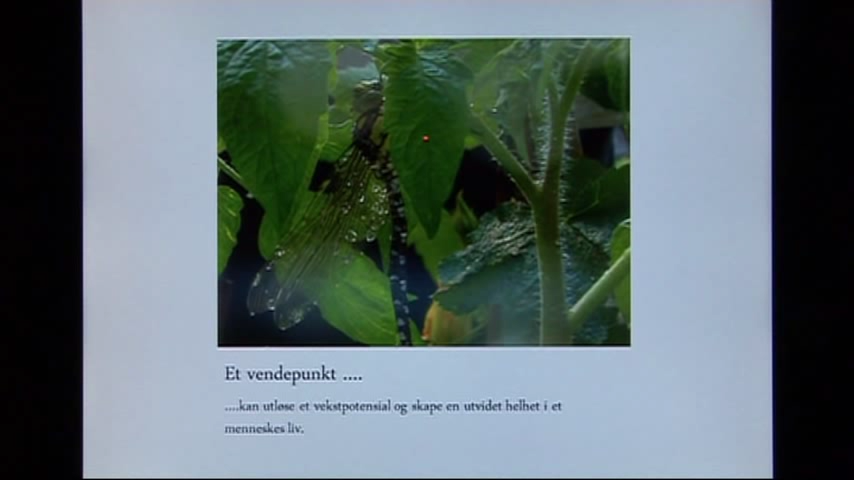 Et vendepunkt ....
....kan utløse et vekstpotensial og skape en utvidet helhet i et
menneskes liv.